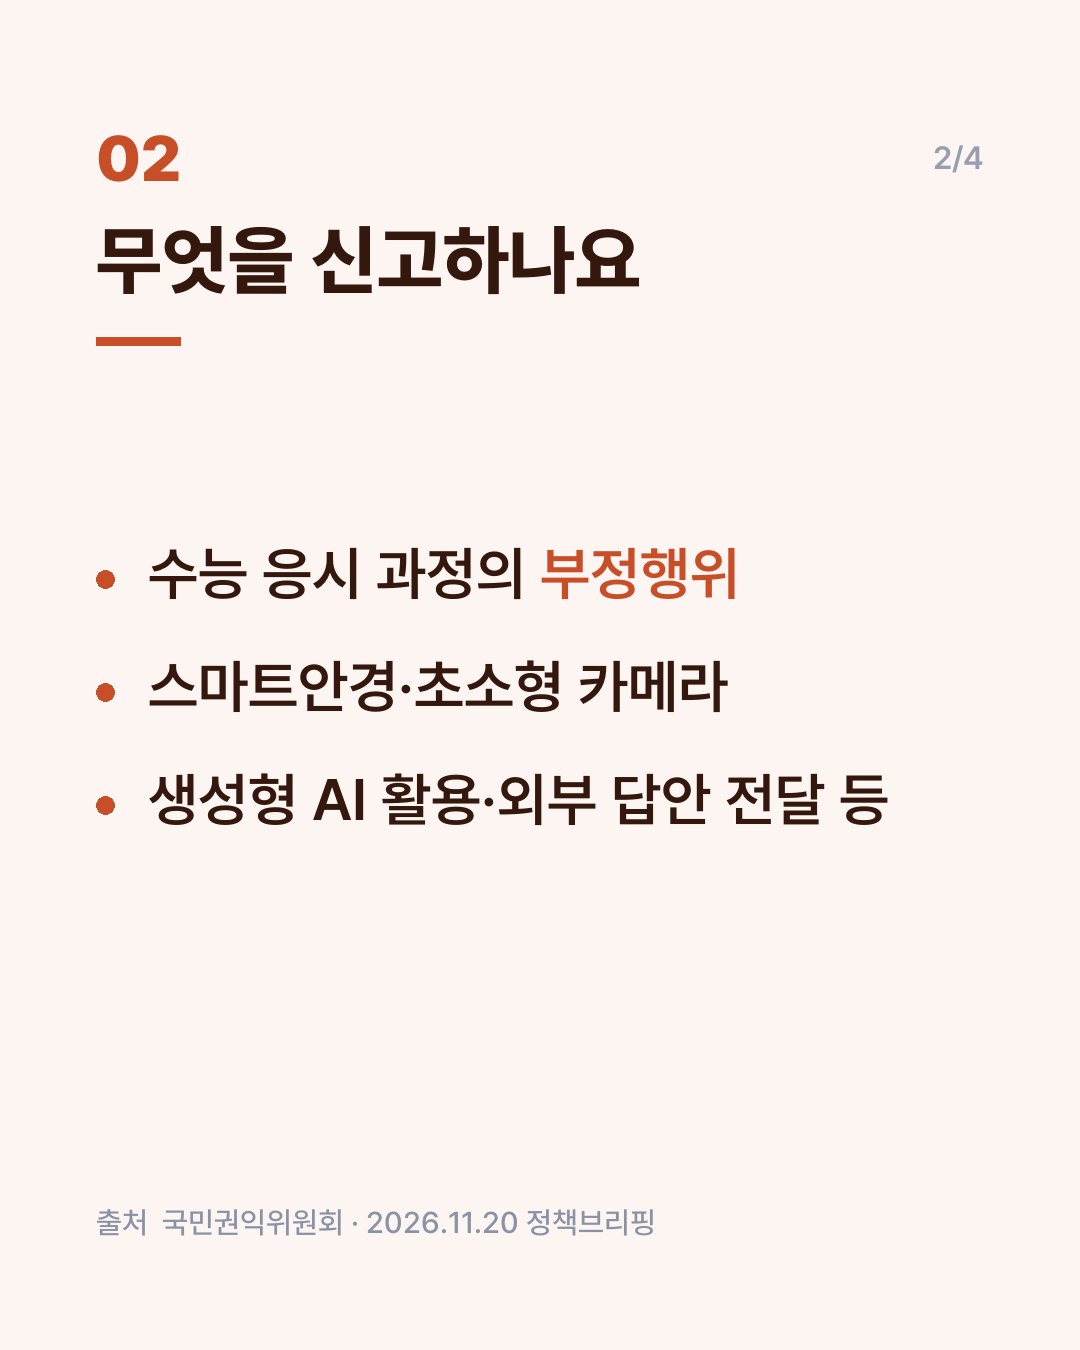 02
2/4
무엇을 신고하나요
수능 응시 과정의 부정행위
스마트안경·초소형 카메라
생성형 AI 활용·외부 답안 전달 등
출처 국민권익위원회 · 2026.11.20 정책브리핑